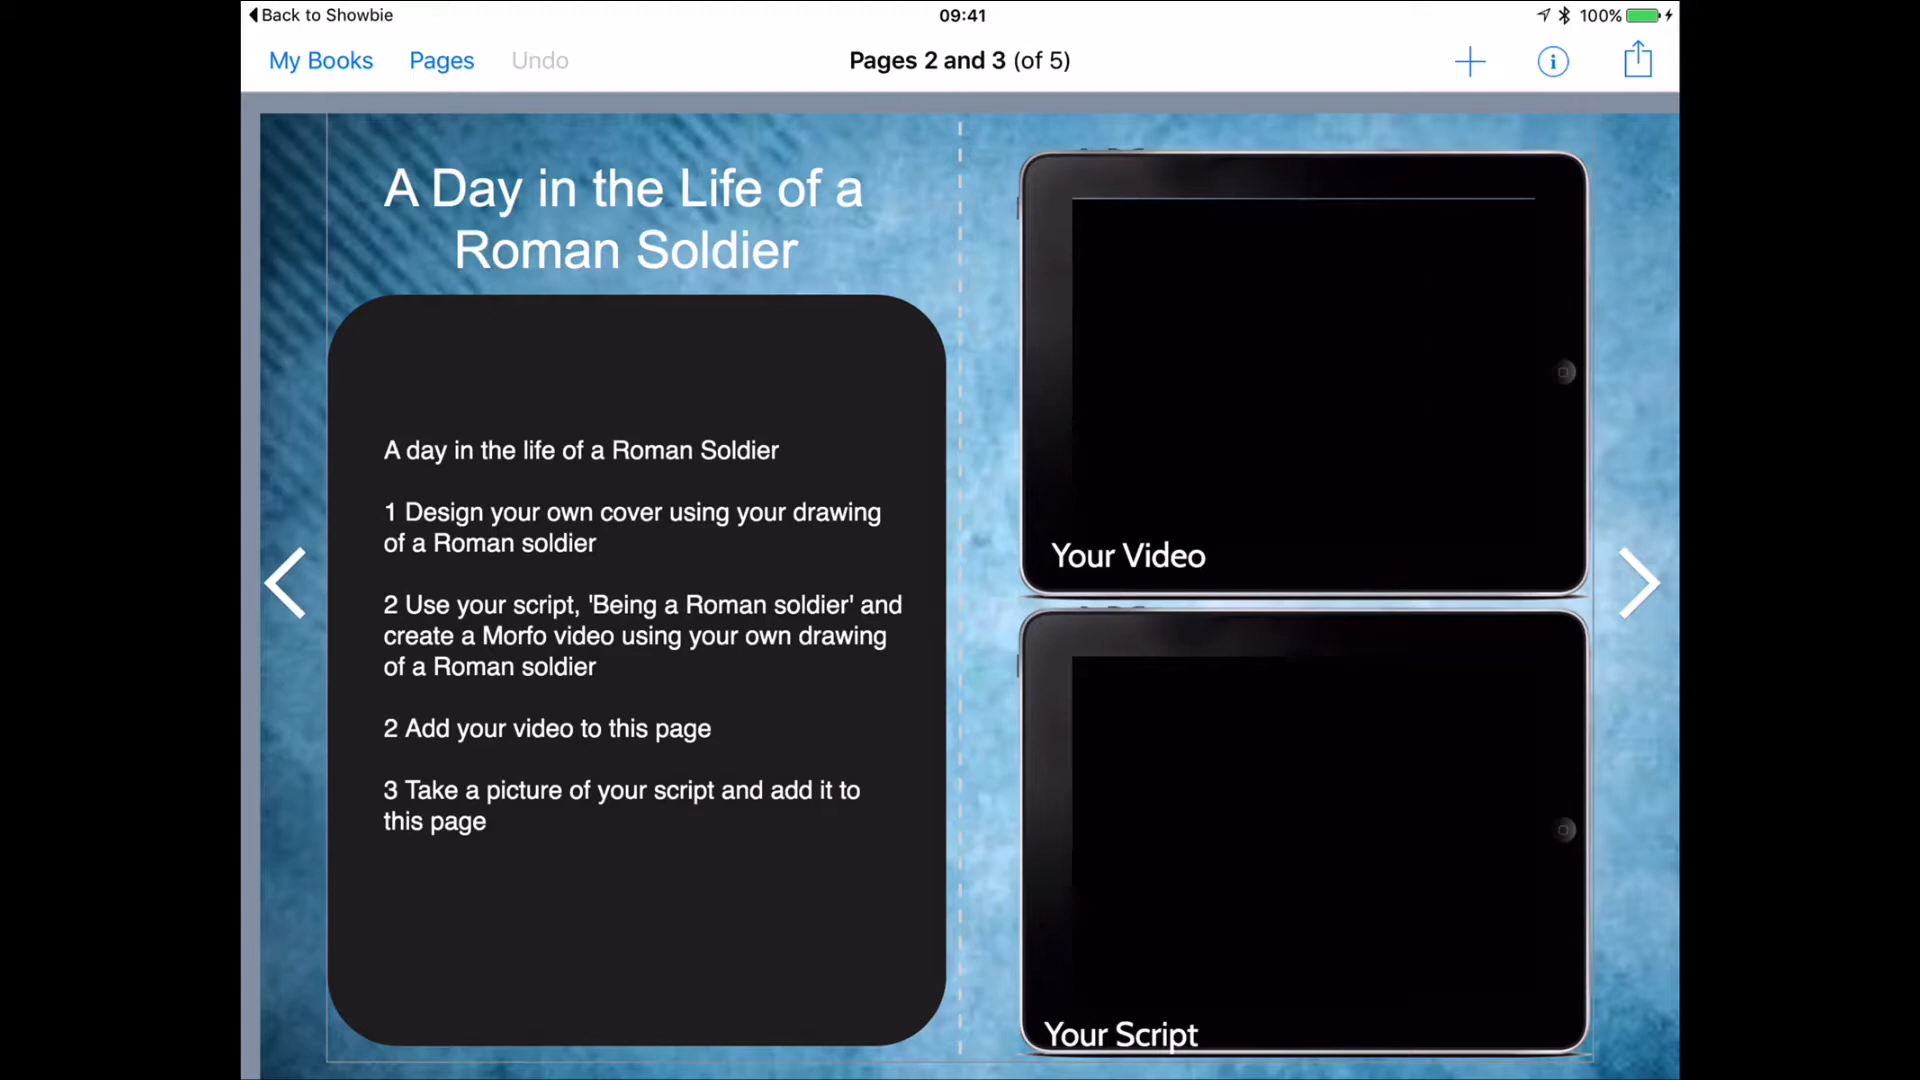 Back to Showbie
09:41
100%
My Books
Pages
Undo
Pages 2 and 3 (of 5)
A Day in the Life of a
Roman Soldier
A day in the life of a Roman Soldier
1 Design your own cover using your drawing
of a Roman soldier
2 Use your script, 'Being a Roman soldier' and
create a Morfo video using your own drawing
of a Roman soldier
2 Add your video to this page
3 Take a picture of your script and add it to
this page
Your Video
Your Script